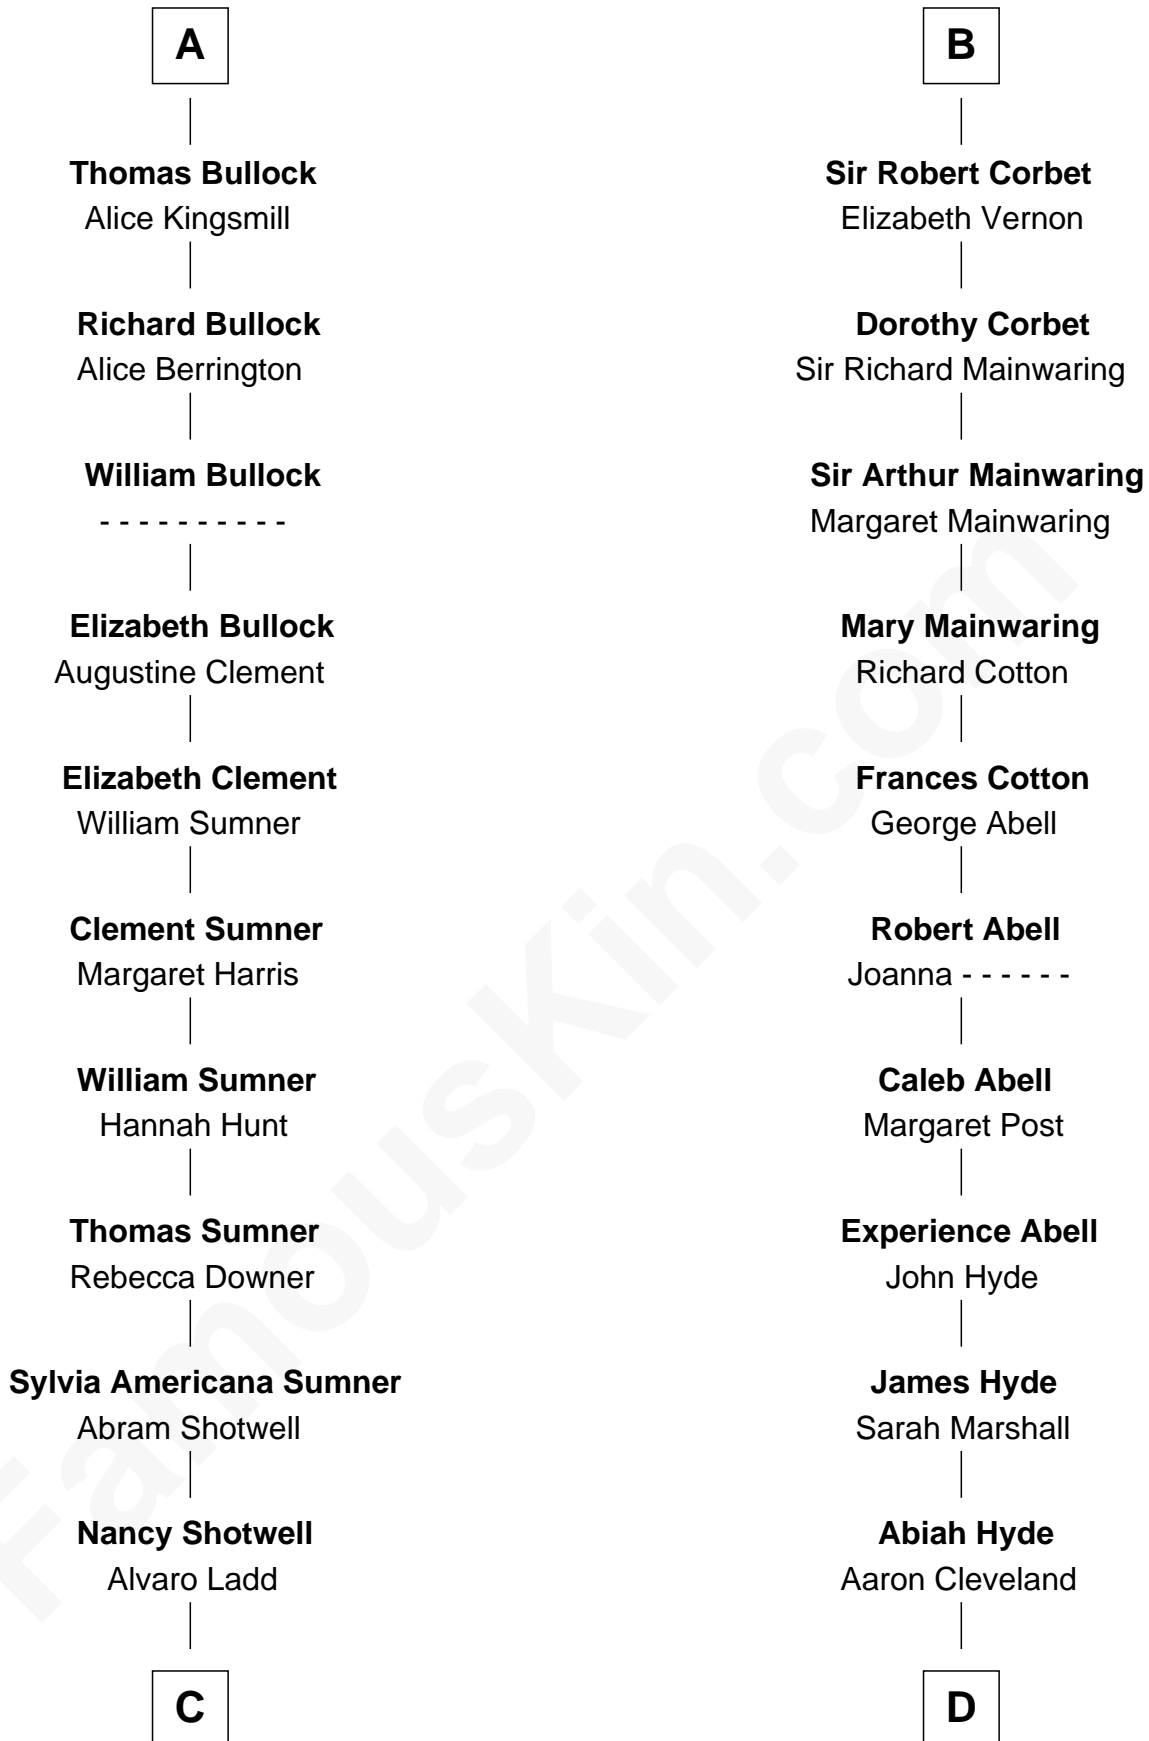 A
Thomas Bullock
Alice Kingsmill
Richard Bullock
Alice Berrington
William Bullock
- - - - - - - - - -
Elizabeth Bullock
Augustine Clement
Elizabeth Clement
William Sumner
Clement Sumner
Margaret Harris
William Sumner
Hannah Hunt
Thomas Sumner
Rebecca Downer
Sylvia Americana Sumner
Abram Shotwell
Nancy Shotwell
Alvaro Ladd
C
B
Sir Robert Corbet
Elizabeth Vernon
Dorothy Corbet
Sir Richard Mainwaring
Sir Arthur Mainwaring
Margaret Mainwaring
Mary Mainwaring
Richard Cotton
Frances Cotton
George Abell
Robert Abell
Joanna - - - - - -
Caleb Abell
Margaret Post
Experience Abell
John Hyde
James Hyde
Sarah Marshall
Abiah Hyde
Aaron Cleveland
D
FamousKin.com